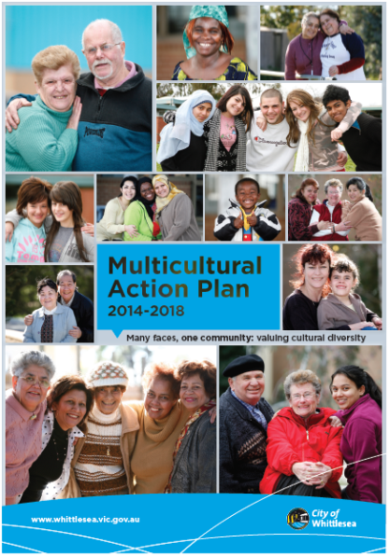 Multicultural
Action Plan
2014-2018
Many faces, one community: valuing cultural diversity
www.whittlesea.vic.gov.au
City of
Whittlesea